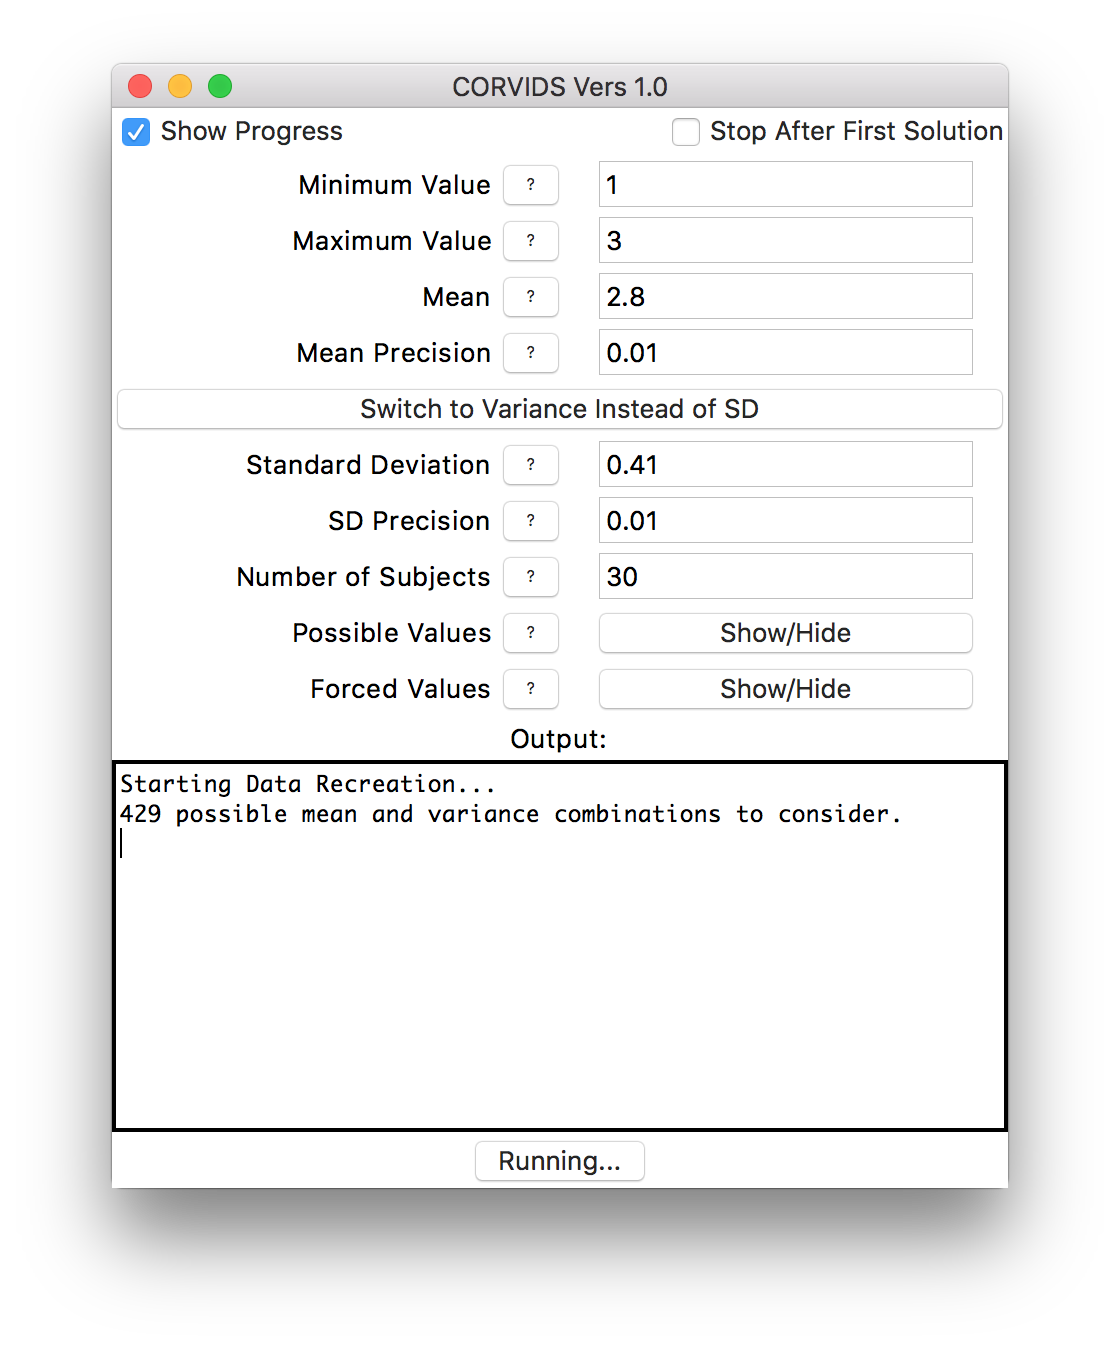 CORVIDS Vers 1.0
Show Progress
Stop After First Solution
Minimum Value ? 1
Maximum Value ? 3
Mean ? 2.8
Mean Precision ? 0.01
Switch to Variance Instead of SD
Standard Deviation ? 0.41
SD Precision ? 0.01
Number of Subjects ? 30
Possible Values ? Show/Hide
Forced Values ? Show/Hide
Output:
Starting Data Recreation...
429 possible mean and variance combinations to consider.
Running...